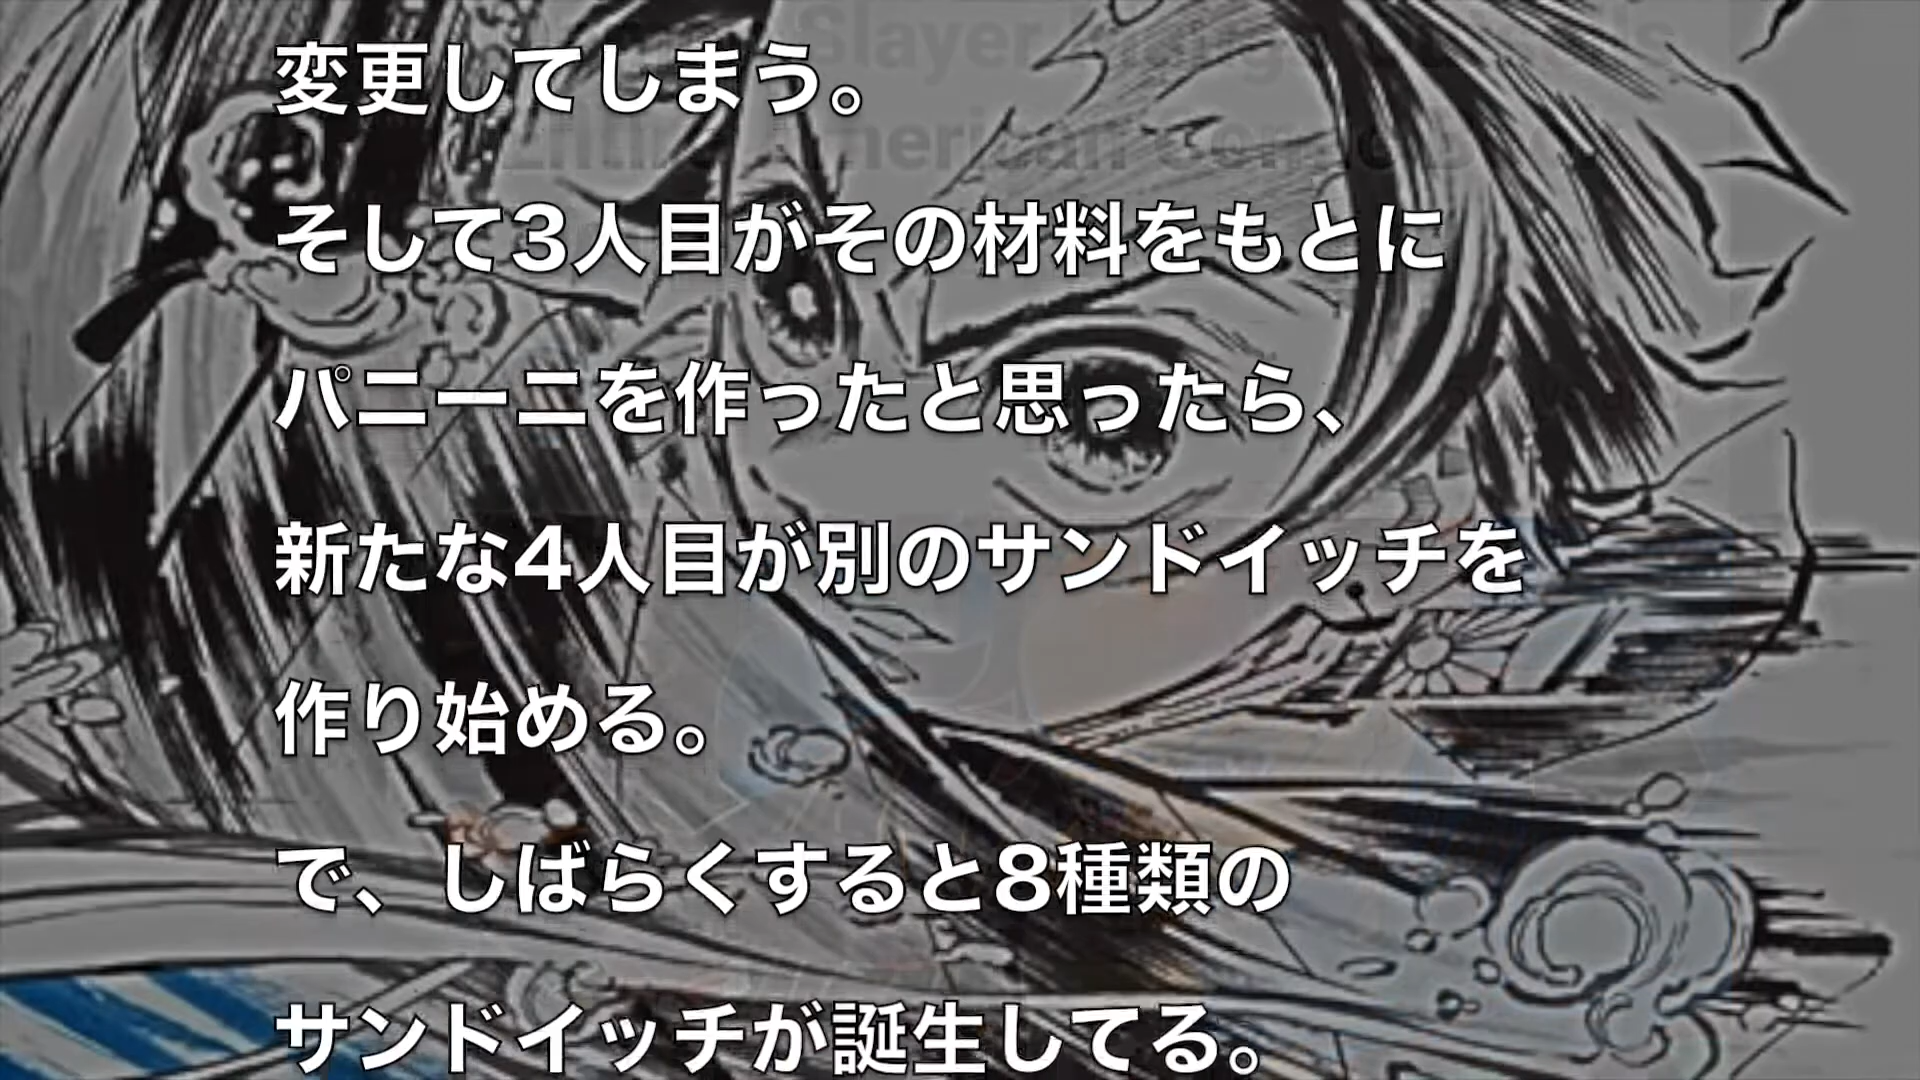 Slayer
変更してしまう。
American
そして3人目がその材料をもとに
パニーニを作ったと思ったら、
新たな4人目が別のサンドイッチを
作り始める。
で、しばらくすると8種類の
サンドイッチが誕生してる。